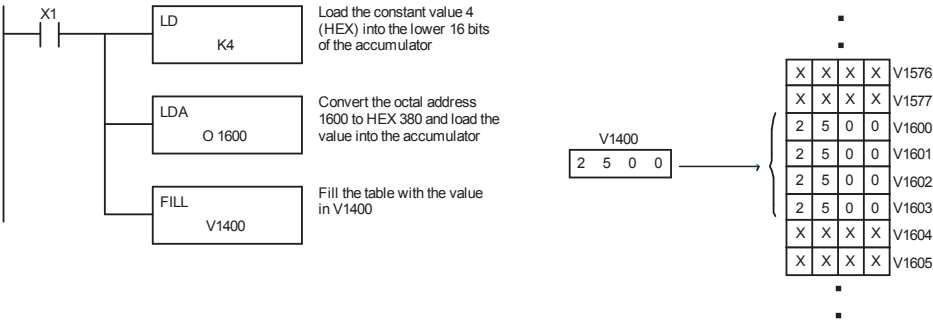 X1
LD
K4
Load the constant value 4
(HEX) into the lower 16 bits
of the accumulator
LDA
O 1600
Convert the octal address
1600 to HEX 380 and load the
value into the accumulator
FILL
V1400
Fill the table with the value
in V1400
V1400
2 5 0 0
X X X X V1576
X X X X V1577
2 5 0 0 V1600
2 5 0 0 V1601
2 5 0 0 V1602
2 5 0 0 V1603
X X X X V1604
X X X X V1605